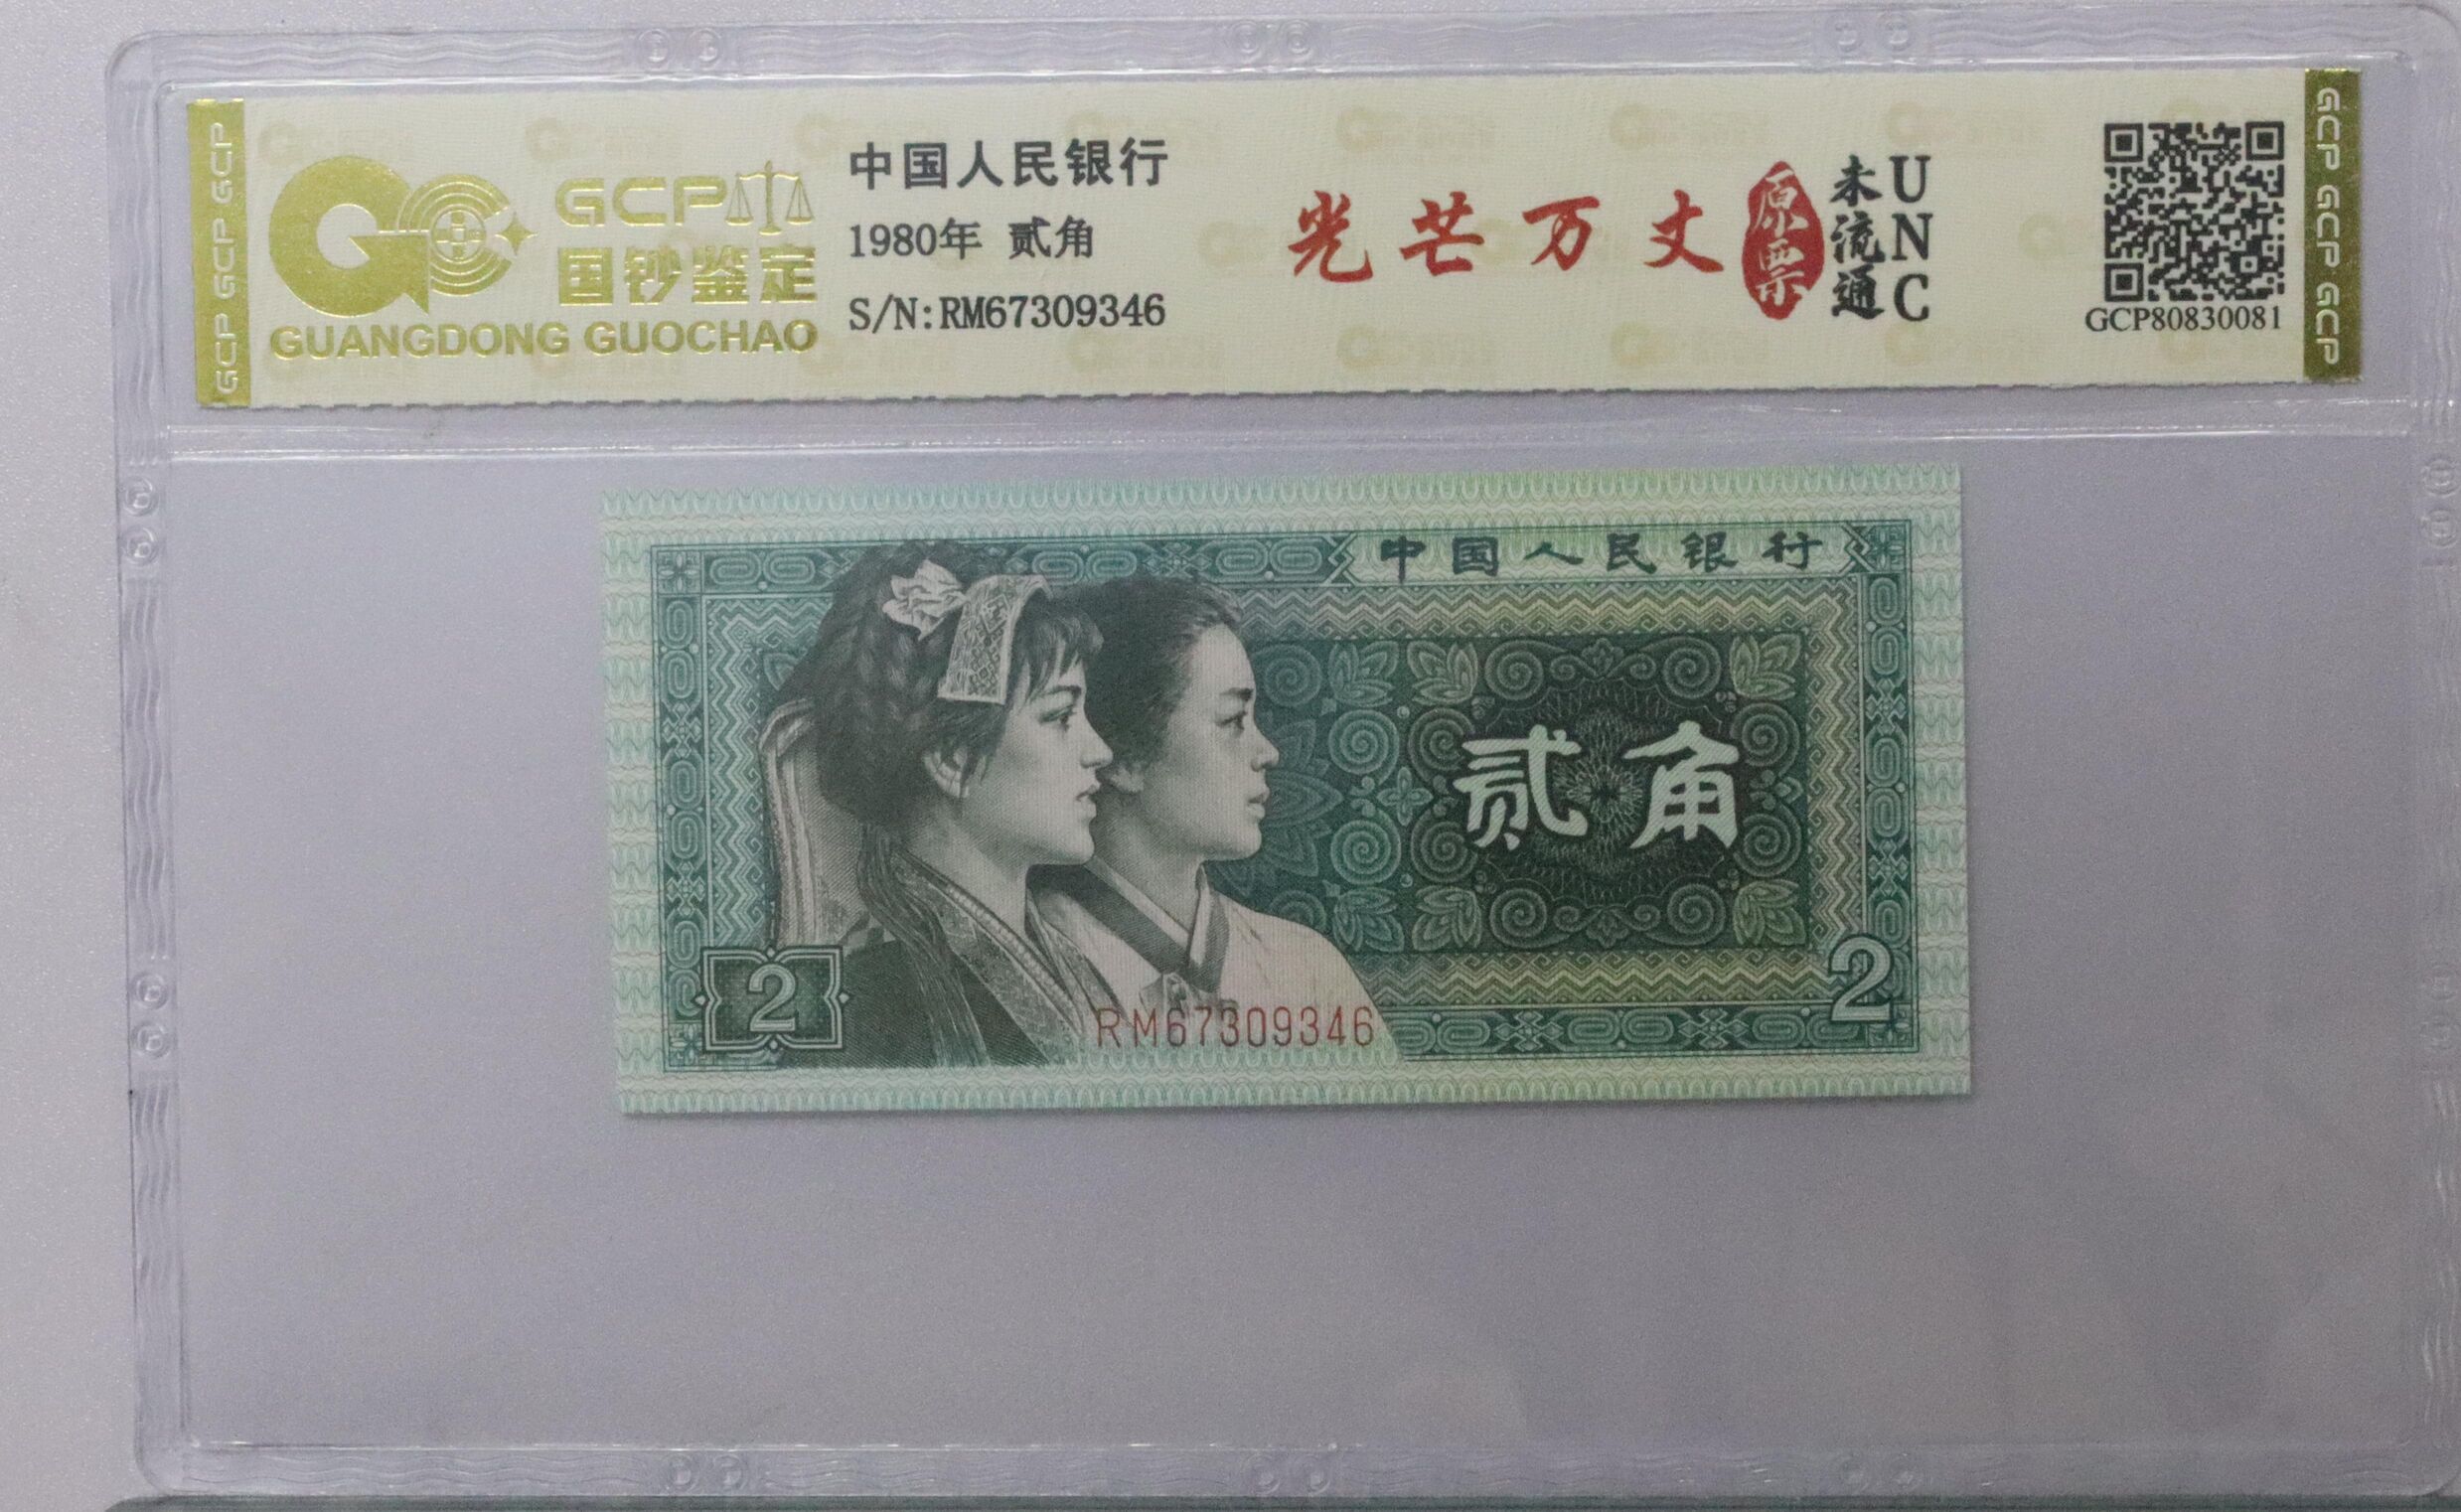 GCP GCP GCP
GCP
国钞鉴定
GUANGDONG GUOCHAO
中国人民银行
1980年 贰角
S/N:RM67309346
光芒万丈
原票
未流通
UNC
GCP80830081
GCP GCP GCP
中国人民银行
贰角
2
2
RM67309346